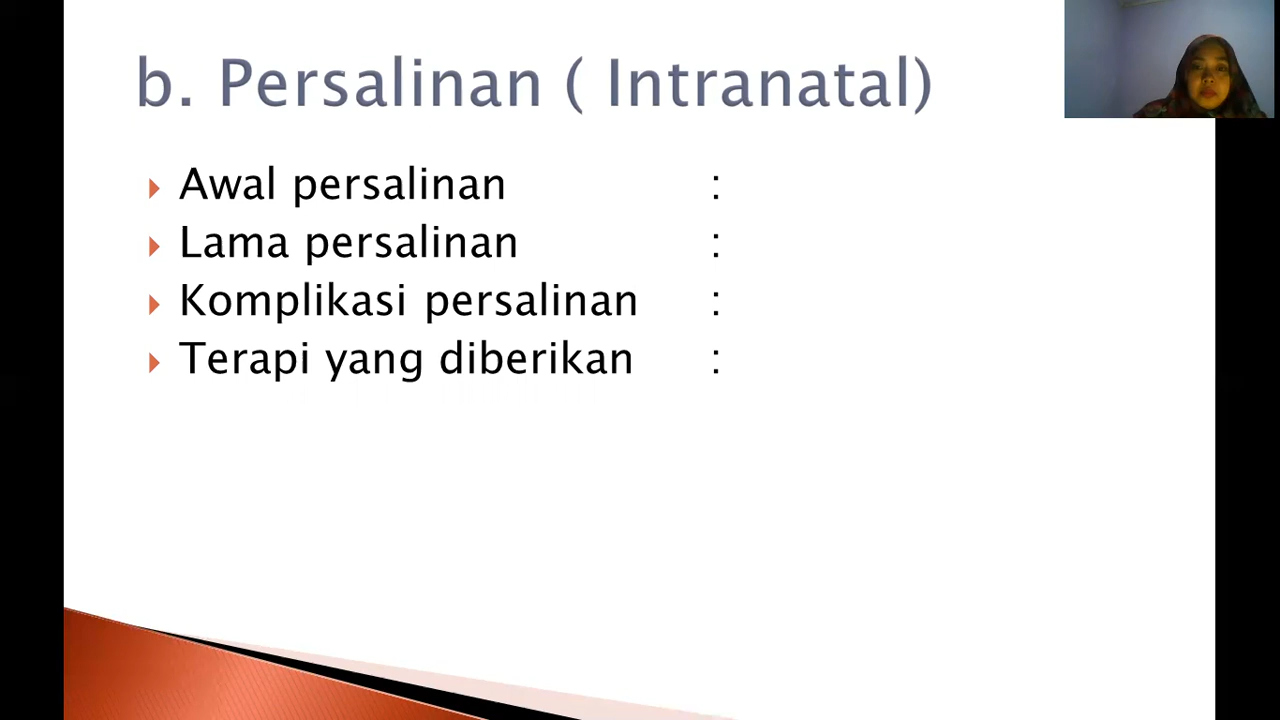 b. Persalinan ( Intranatal)
Awal persalinan :
Lama persalinan :
Komplikasi persalinan :
Terapi yang diberikan :